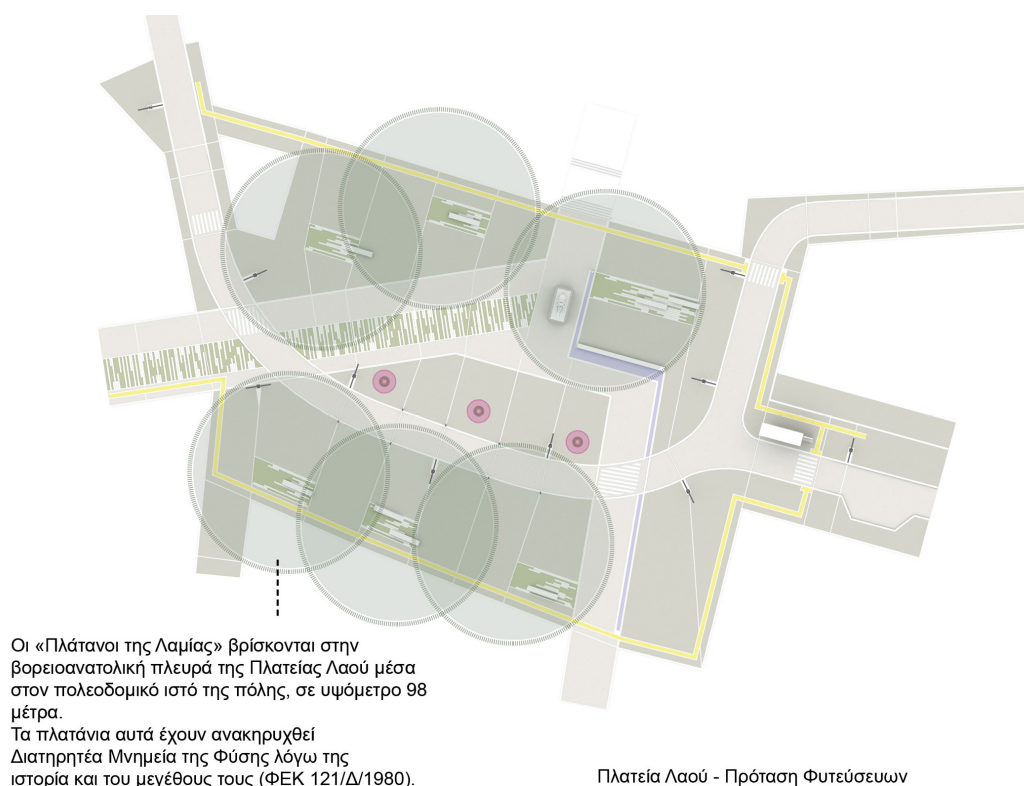 Οι «Πλάτανοι της Λαμίας» βρίσκονται στην
βορειοανατολική πλευρά της Πλατείας Λαού μέσα
στον πολεοδομικό ιστό της πόλης, σε υψόμετρο 98
μέτρα.
Τα πλατάνια αυτά έχουν ανακηρυχθεί
Διατηρητέα Μνημεία της Φύσης λόγω της
ιστορία και του μεγέθους τους (ΦΕΚ 121/Δ/1980).
Πλατεία Λαού - Πρόταση Φυτεύσεων